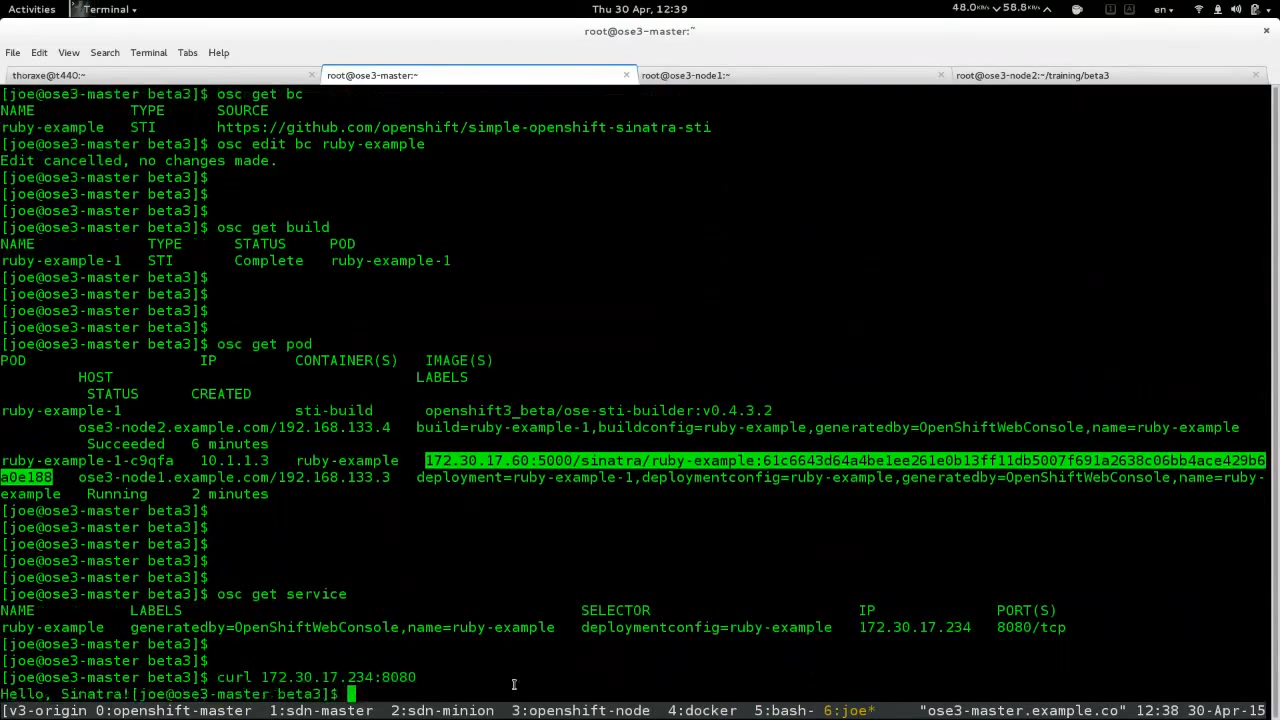 Activities Terminal Thu 30 Apr, 12:39 48.0KB/s 58.8KB/s en
root@ose3-master:~
File Edit View Search Terminal Tabs Help
thoraxe@t440:~ root@ose3-master:~ root@ose3-node1:~ root@ose3-node2:~/training/beta3
[joe@ose3-master beta3]$ osc get bc
NAME TYPE SOURCE
ruby-example STI https://github.com/openshift/simple-openshift-sinatra-sti
[joe@ose3-master beta3]$ osc edit bc ruby-example
Edit cancelled, no changes made.
[joe@ose3-master beta3]$
[joe@ose3-master beta3]$
[joe@ose3-master beta3]$
[joe@ose3-master beta3]$ osc get build
NAME TYPE STATUS POD
ruby-example-1 STI Complete ruby-example-1
[joe@ose3-master beta3]$
[joe@ose3-master beta3]$
[joe@ose3-master beta3]$
[joe@ose3-master beta3]$
[joe@ose3-master beta3]$ osc get pod
POD IP CONTAINER(S) IMAGE(S)
HOST LABELS
STATUS CREATED
ruby-example-1 sti-build openshift3_beta/ose-sti-builder:v0.4.3.2
ose3-node2.example.com/192.168.133.4 build=ruby-example-1,buildconfig=ruby-example,generatedby=OpenShiftWebConsole,name=ruby-example
Succeeded 6 minutes
ruby-example-1-c9qfa 10.1.1.3 ruby-example 172.30.17.60:5000/sinatra/ruby-example:61c6643d64a4be1ee261e0b13ff11db5007f691a2638c06bb4ace429b6
a0e188 ose3-node1.example.com/192.168.133.3 deployment=ruby-example-1,deploymentconfig=ruby-example,generatedby=OpenShiftWebConsole,name=ruby-
example Running 2 minutes
[joe@ose3-master beta3]$
[joe@ose3-master beta3]$
[joe@ose3-master beta3]$
[joe@ose3-master beta3]$
[joe@ose3-master beta3]$
[joe@ose3-master beta3]$ osc get service
NAME LABELS SELECTOR IP PORT(S)
ruby-example generatedby=OpenShiftWebConsole,name=ruby-example deploymentconfig=ruby-example 172.30.17.234 8080/tcp
[joe@ose3-master beta3]$
[joe@ose3-master beta3]$
[joe@ose3-master beta3]$ curl 172.30.17.234:8080
Hello, Sinatra![joe@ose3-master beta3]$
[v3-origin 0:openshift-master 1:sdn-master 2:sdn-minion 3:openshift-node 4:docker 5:bash- 6:joe* "ose3-master.example.co" 12:38 30-Apr-15